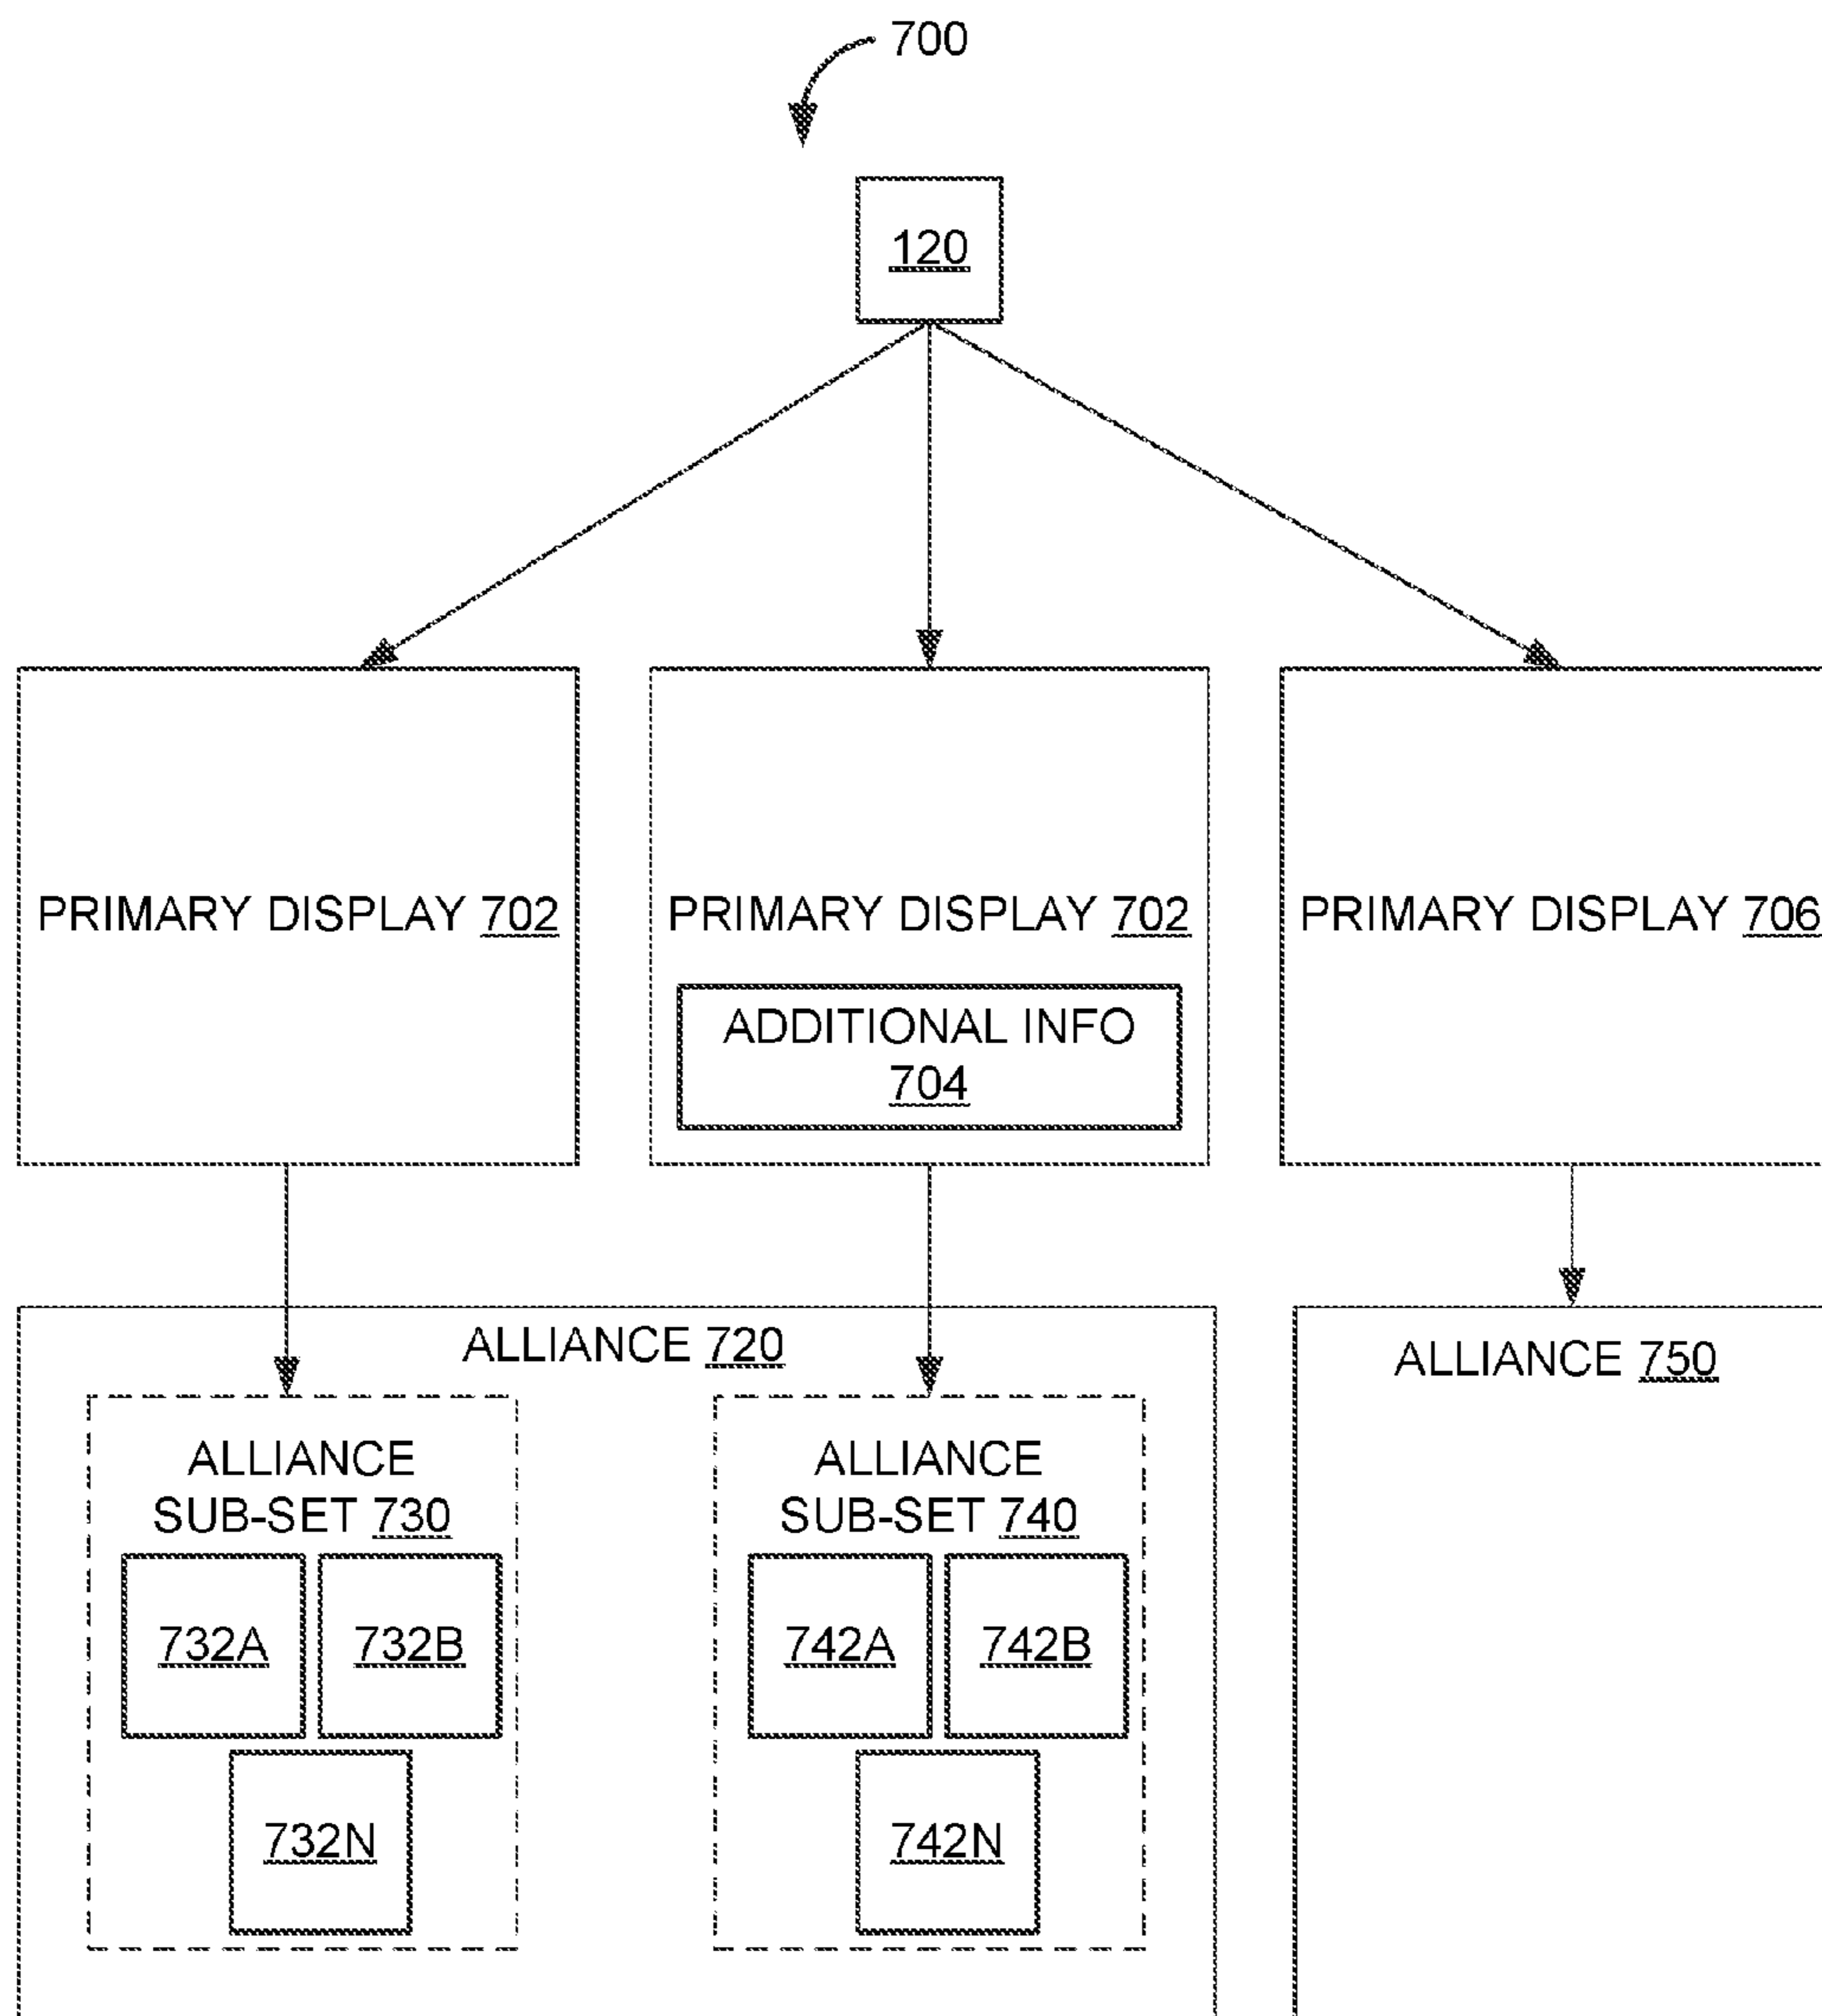 700
120
PRIMARY DISPLAY 702
PRIMARY DISPLAY 702
ADDITIONAL INFO
704
PRIMARY DISPLAY 706
ALLIANCE 720
ALLIANCE
SUB-SET 730
732A
732B
732N
ALLIANCE
SUB-SET 740
742A
742B
742N
ALLIANCE 750